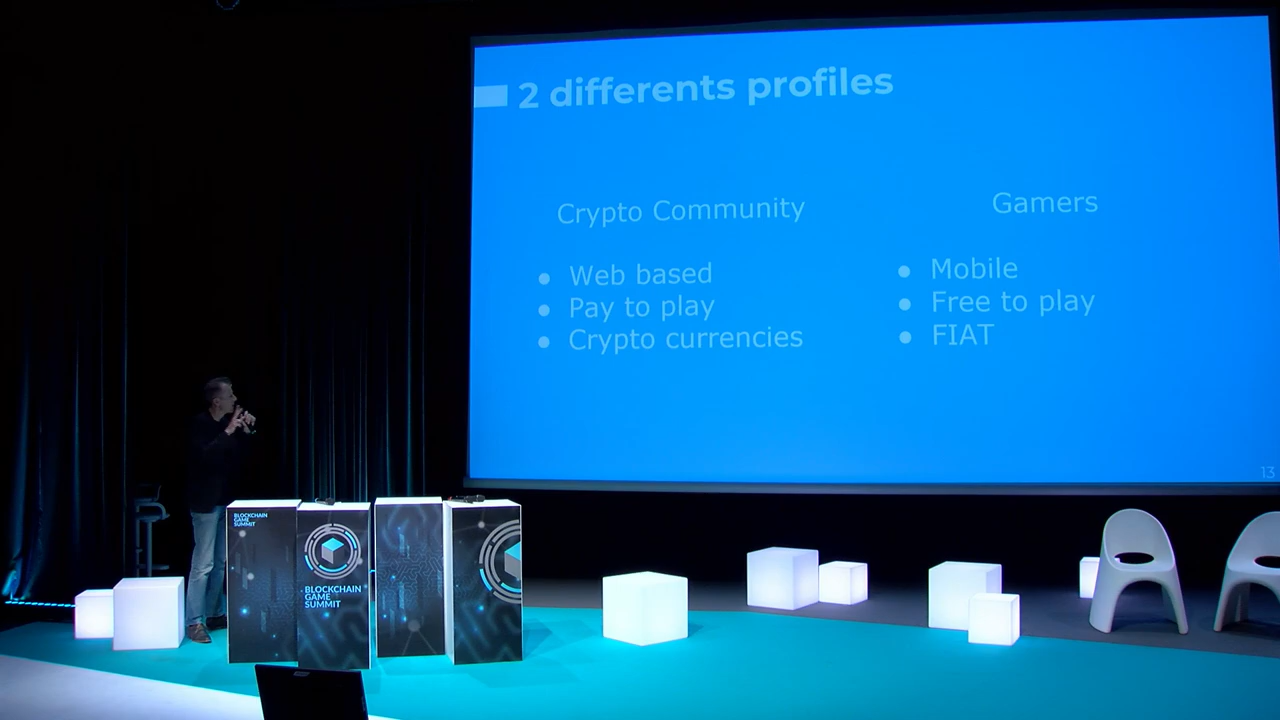 2 differents profiles
Crypto Community
Web based
Pay to play
Crypto currencies
Gamers
Mobile
Free to play
FIAT
13
BLOCKCHAIN
GAME
SUMMIT
BLOCKCHAIN
GAME
SUMMIT